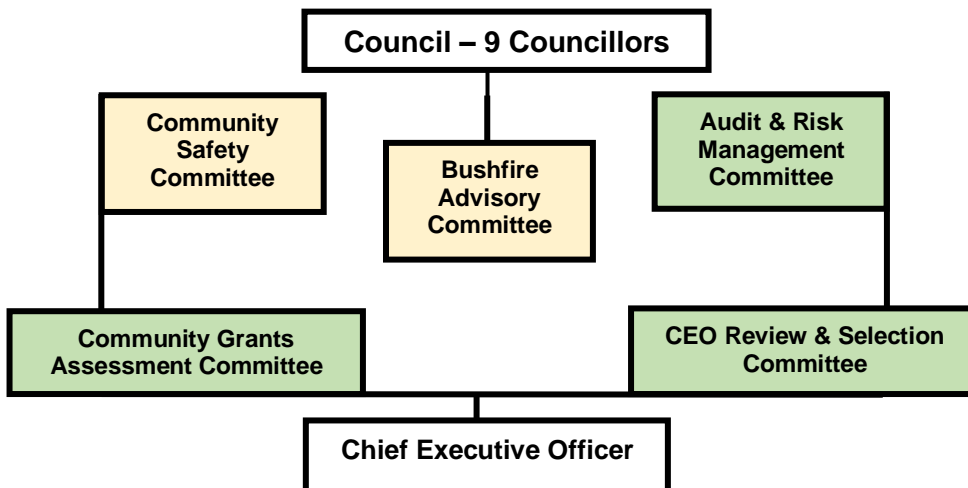 Council – 9 Councillors
Community
Safety
Committee
Bushfire
Advisory
Committee
Audit & Risk
Management
Committee
Community Grants
Assessment Committee
CEO Review & Selection
Committee
Chief Executive Officer